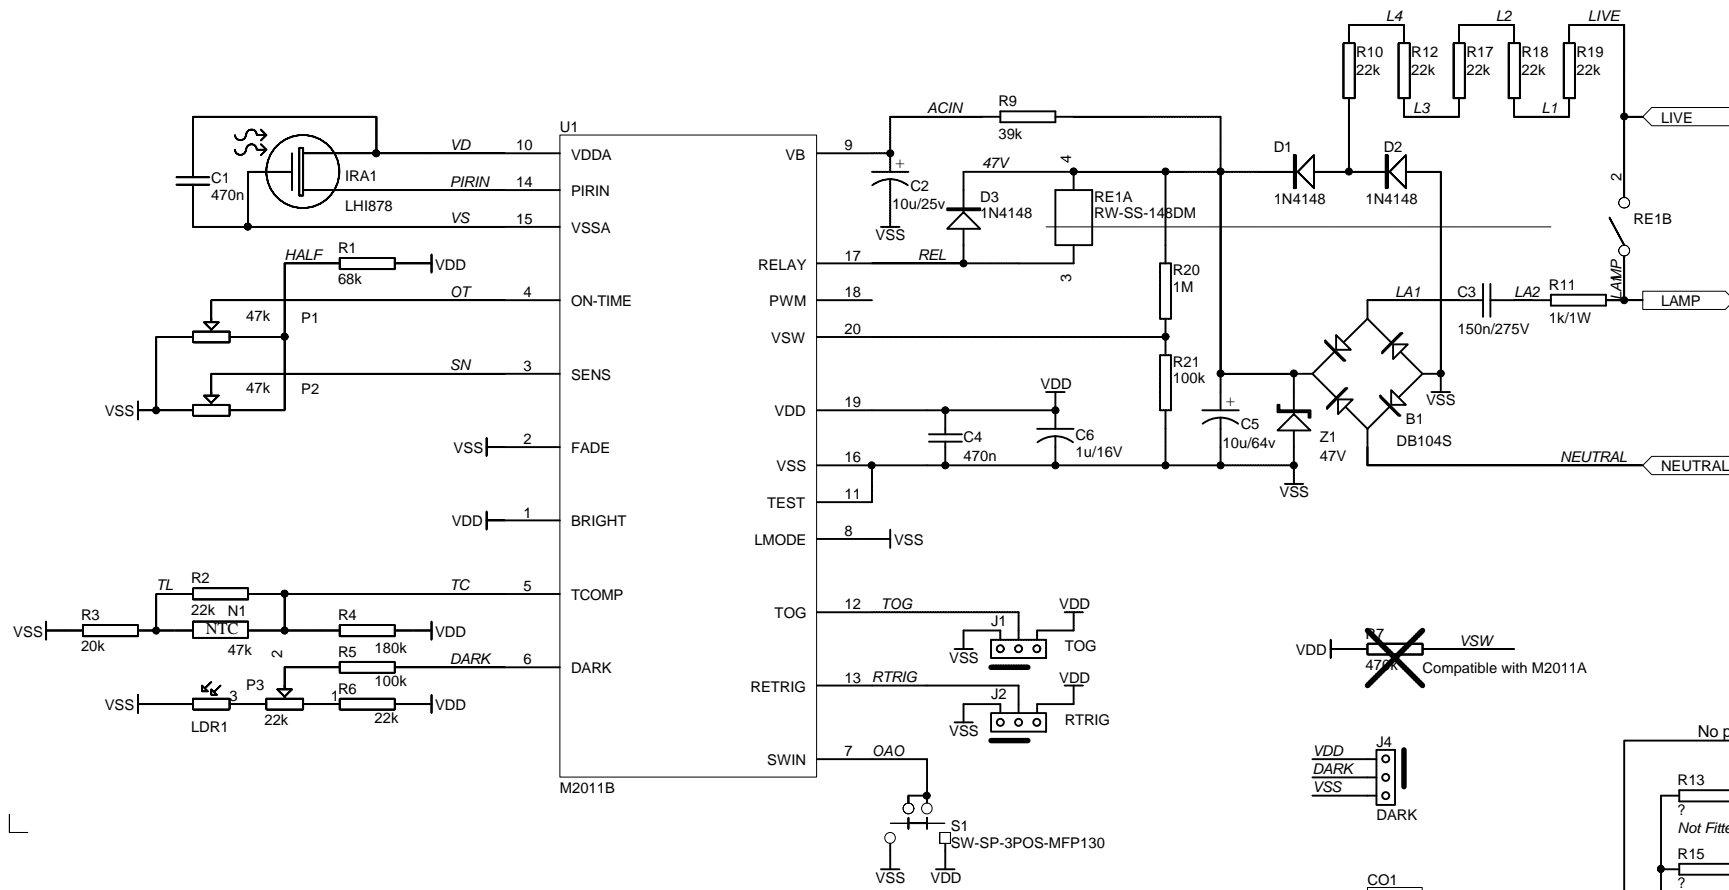 L4 L2 LIVE
R10 22k
R12 22k
R17 22k
R18 22k
R19 22k
L3 L1
LIVE
ACIN R9 39k
U1
VD 10 VDDA
VB 9
C1 470n
IRA1
LHI878
PIRIN 14 PIRIN
VS 15 VSSA
+
C2
10u/25v
VSS
47V
D3
1N4148
4
RE1A
RW-SS-148DM
3
D1
1N4148
D2
1N4148
2
RE1B
LAMP
HALF R1 68k VDD
RELAY 17 REL
OT 4 ON-TIME
PWM 18
R20
1M
LA1 C3 LA2 R11
150n/275V 1k/1W
LAMP
47k P1
VSW 20
SN 3 SENS
47k P2
VSS
R21
100k
VDD
VDD 19
+
C5
10u/64v
Z1
47V
B1
DB104S
VSS
VSS 2 FADE
C4
470n
C6
1u/16V
VSS 16
NEUTRAL
NEUTRAL
VSS
TEST 11
VDD 1 BRIGHT
LMODE 8 VSS
TL R2 22k
TC 5 TCOMP
N1
NTC
47k
VSS R3 20k
R4 180k VDD
TOG 12 TOG
VDD
J1
VSS
TOG
2
R5 100k
DARK 6 DARK
VSS
LDR1
3
P3
22k
1
R6
22k
VDD
RETRIG 13 RTRIG
VDD
J2
VSS
RTRIG
SWIN 7 OAO
M2011B
S1
SW-SP-3POS-MFP130
VSS VDD
VDD R7 VSW
470k
Compatible with M2011A
J4
VDD
DARK
VSS
DARK
CO1
No p
R13
?
Not Fitte
R15
?